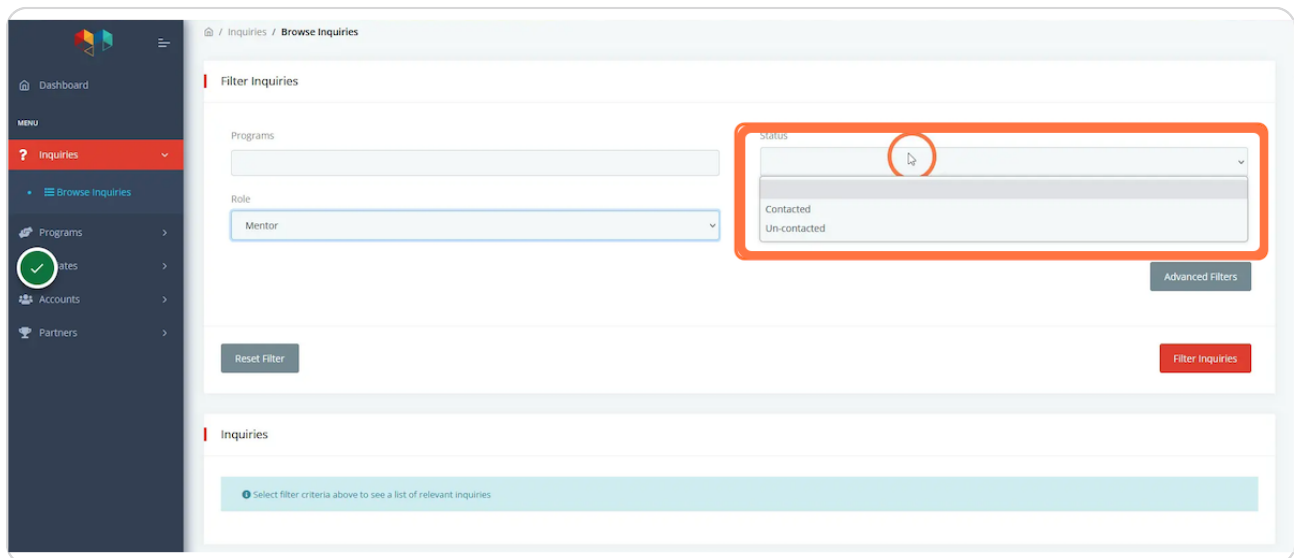 / Inquiries / Browse Inquiries
Dashboard
MENU
? Inquiries
Browse Inquiries
Programs
ates
Accounts
Partners
Filter Inquiries
Programs
Status
Role
Mentor
Contacted
Un-contacted
Advanced Filters
Reset Filter
Filter Inquiries
Inquiries
Select filter criteria above to see a list of relevant inquiries